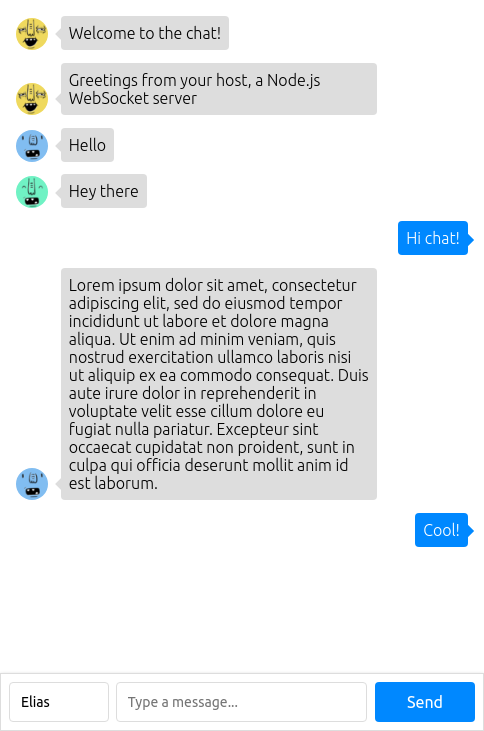 Welcome to the chat!
Greetings from your host, a Node.js
WebSocket server
Hello
Hey there
Hi chat!
Lorem ipsum dolor sit amet, consectetur
adipiscing elit, sed do eiusmod tempor
incididunt ut labore et dolore magna
aliqua. Ut enim ad minim veniam, quis
nostrud exercitation ullamco laboris nisi
ut aliquip ex ea commodo consequat. Duis
aute irure dolor in reprehenderit in
voluptate velit esse cillum dolore eu
fugiat nulla pariatur. Excepteur sint
occaecat cupidatat non proident, sunt in
culpa qui officia deserunt mollit anim id
est laborum.
Cool!
Elias
Type a message...
Send